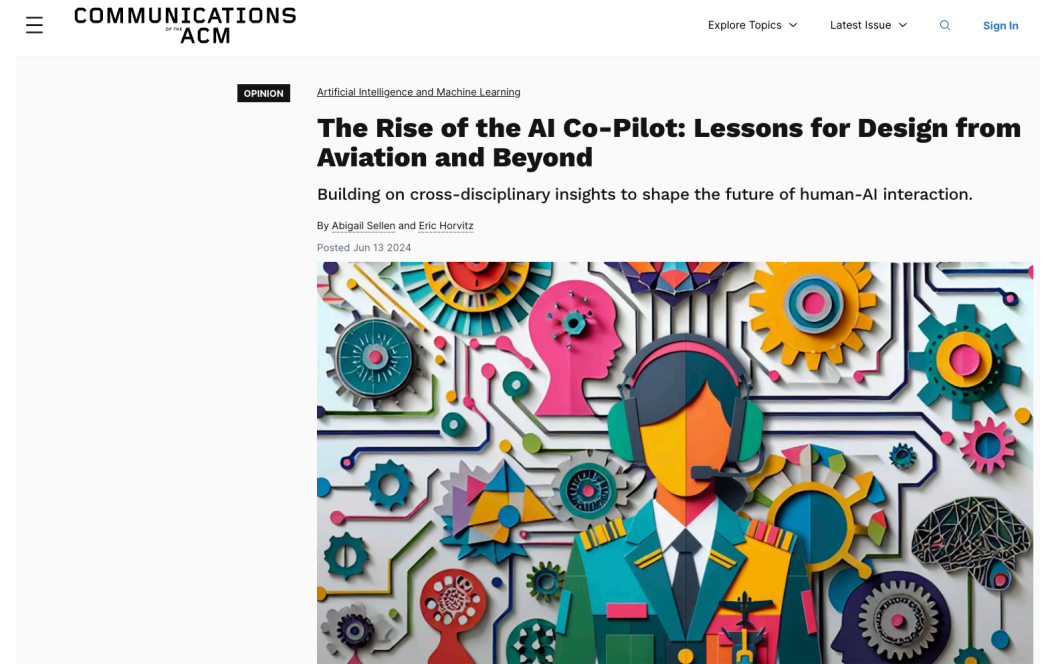 COMMUNICATIONS
OF THE ACM
Explore Topics
Latest Issue
Sign In
OPINION
Artificial Intelligence and Machine Learning
The Rise of the AI Co-Pilot: Lessons for Design from
Aviation and Beyond
Building on cross-disciplinary insights to shape the future of human-AI interaction.
By Abigail Sellen and Eric Horvitz
Posted Jun 13 2024